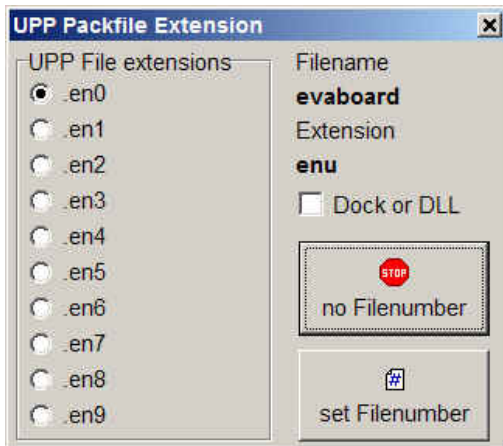 UPP Packfile Extension
UPP File extensions
.en0
.en1
.en2
.en3
.en4
.en5
.en6
.en7
.en8
.en9
Filename
evaboard
Extension
enu
Dock or DLL
STOP
no Filenumber
#
set Filenumber